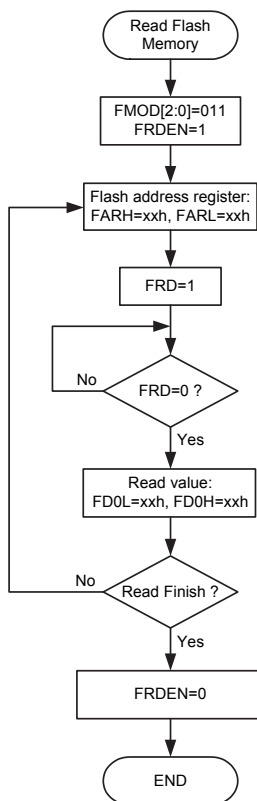 Read Flash
Memory
FMOD[2:0]=011
FRDEN=1
Flash address register:
FARH=xxh, FARL=xxh
FRD=1
No
FRD=0 ?
Yes
Read value:
FD0L=xxh, FD0H=xxh
No
Read Finish ?
Yes
FRDEN=0
END